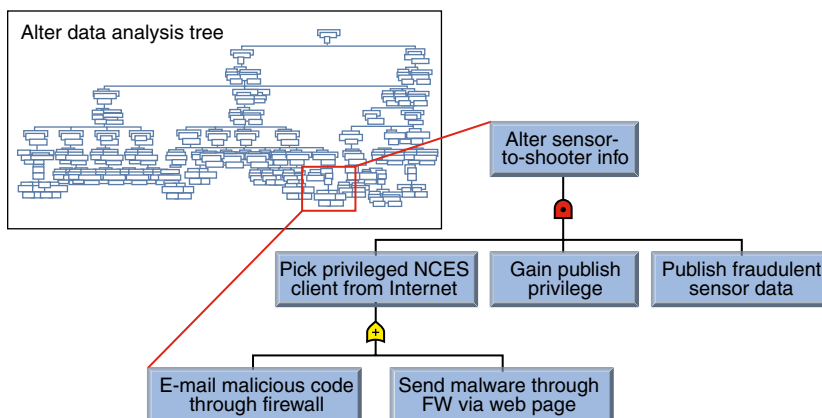 Alter data analysis tree
Alter sensor-
to-shooter info
Pick privileged NCES
client from Internet
Gain publish
privilege
Publish fraudulent
sensor data
+
E-mail malicious code
through firewall
Send malware through
FW via web page